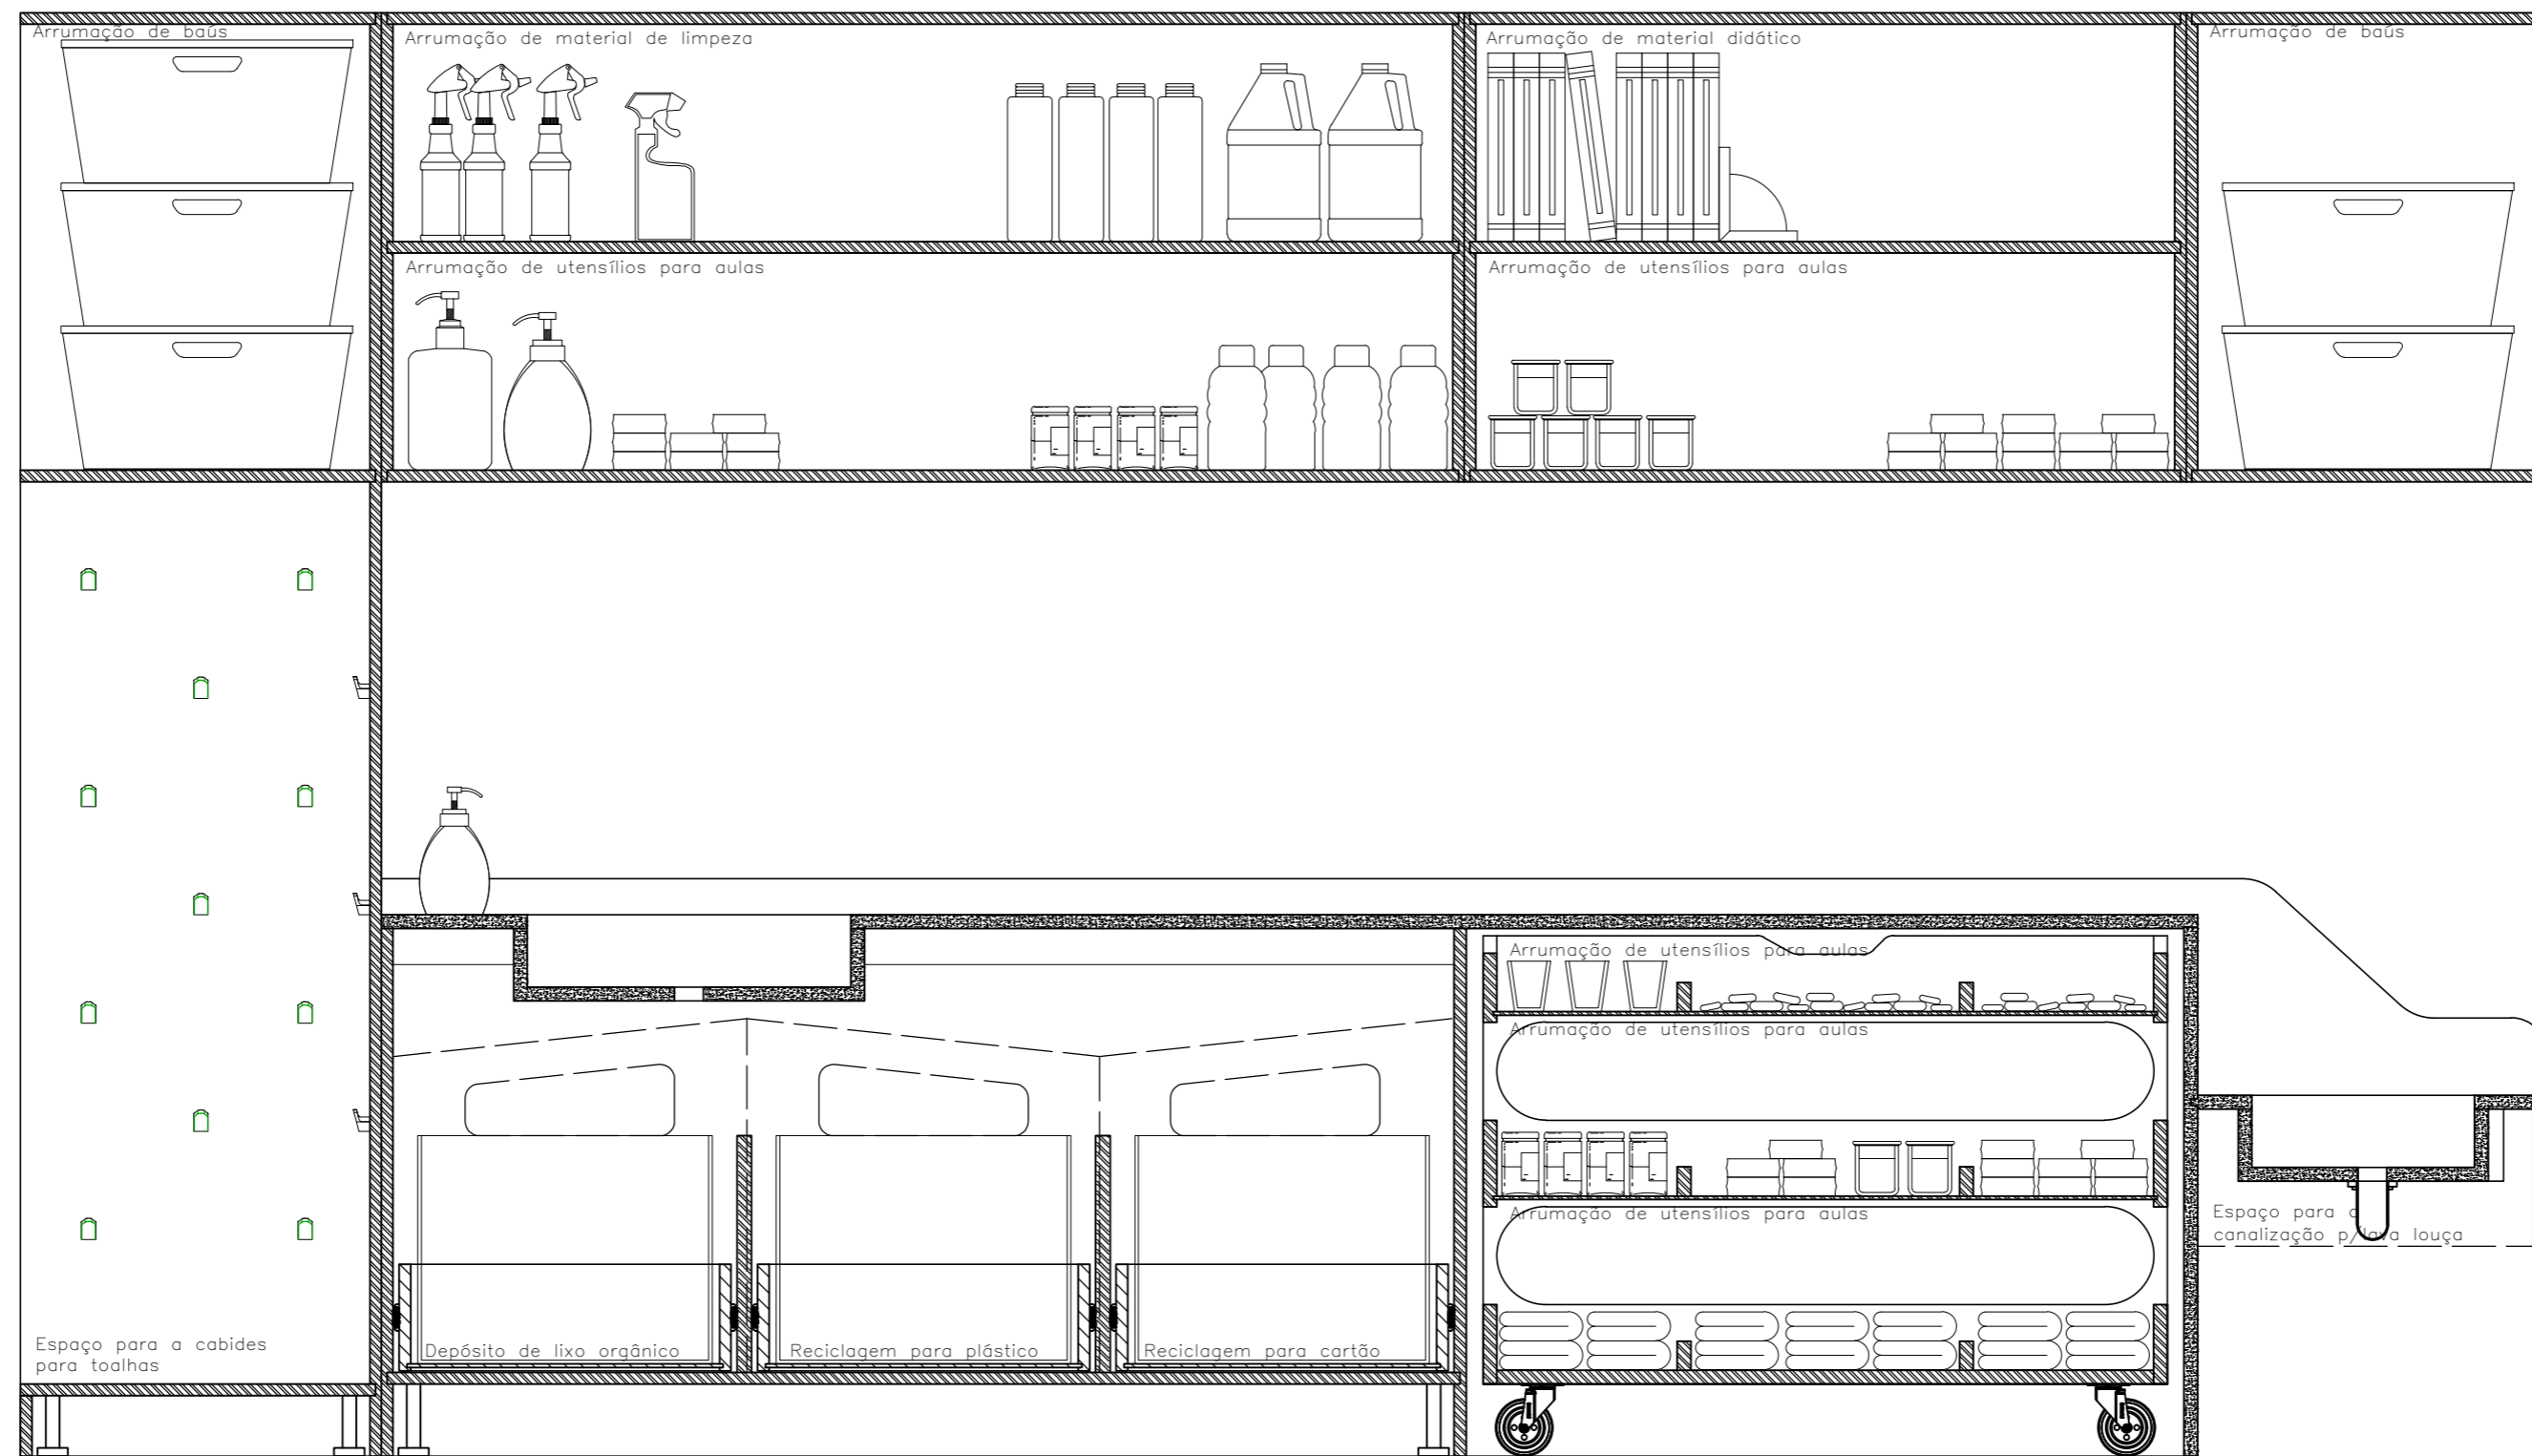 Arrumação de baús
Arrumação de material de limpeza
Arrumação de material didático
Arrumação de baús
Arrumação de utensílios para aulas
Arrumação de utensílios para aulas
Arrumação de utensílios para aulas
Arrumação de utensílios para aulas
Arrumação de utensílios para aulas
Espaço para a
canalização p/lava louça
Espaço para a cabides
para toalhas
Depósito de lixo orgânico
Reciclagem para plástico
Reciclagem para cartão